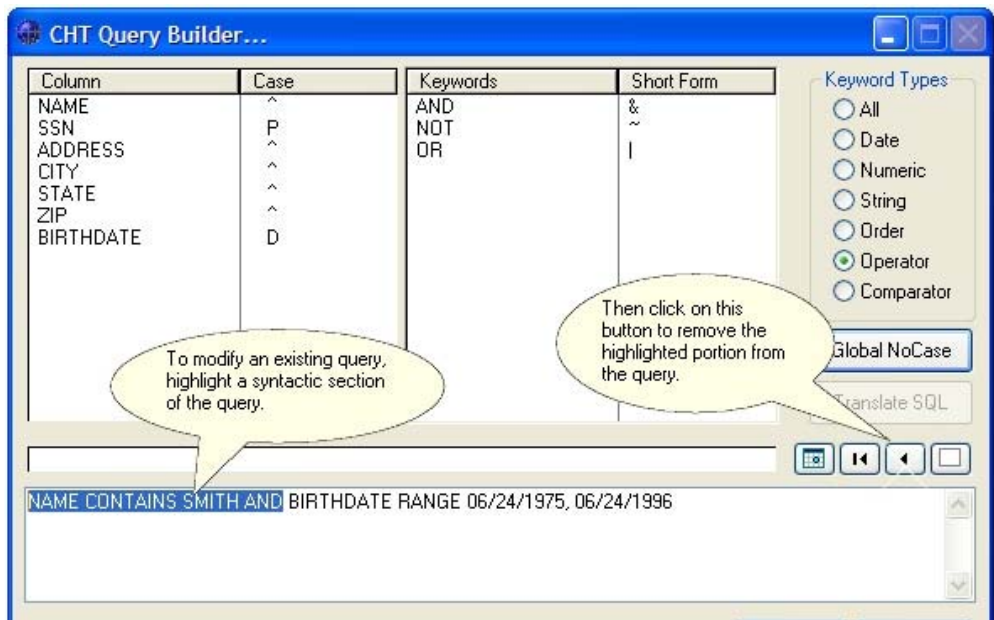 CHT Query Builder...
Column Case Keywords Short Form Keyword Types
NAME ^ AND & All
SSN P NOT ~ Date
ADDRESS ^ OR | Numeric
CITY ^ String
STATE ^ Order
ZIP ^ Operator
BIRTHDATE D Comparator
To modify an existing query,
highlight a syntactic section
of the query.
Then click on this
button to remove the
highlighted portion from
the query.
Global NoCase
Translate SQL
NAME CONTAINS SMITH AND BIRTHDATE RANGE 06/24/1975, 06/24/1996